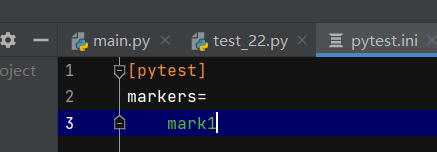 main.py test_22.py pytest.ini
oject
1 [pytest]
2 markers=
3 mark1